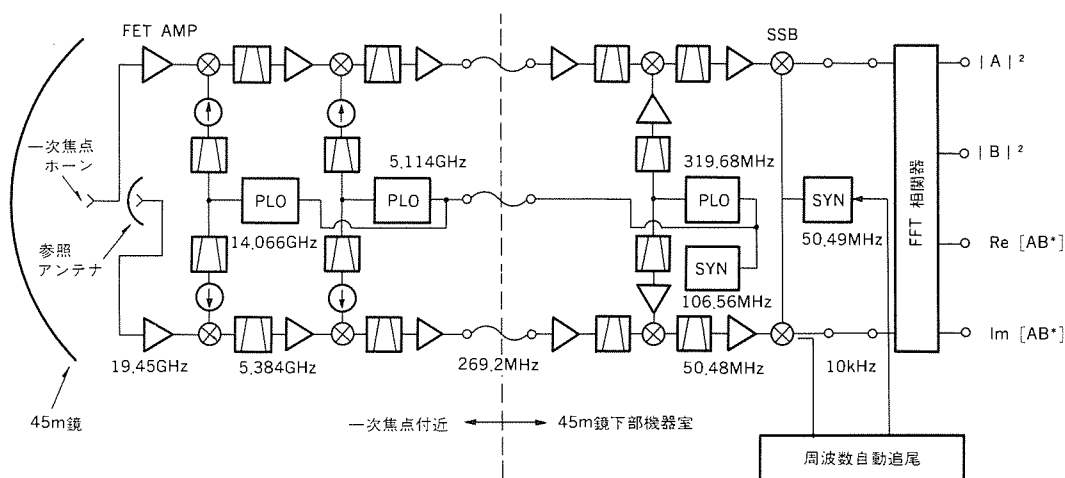 FET AMP
SSB
|A|²
一次焦点
ホーン
5.114GHz
319.68MHz
|B|²
PLO
PLO
PLO
SYN
FFT 相関器
14.066GHz
50.49MHz
参照
アンテナ
SYN
Re [AB*]
106.56MHz
Im [AB*]
19.45GHz
5.384GHz
269.2MHz
50.48MHz
10kHz
45m鏡
一次焦点付近
45m鏡下部機器室
周波数自動追尾